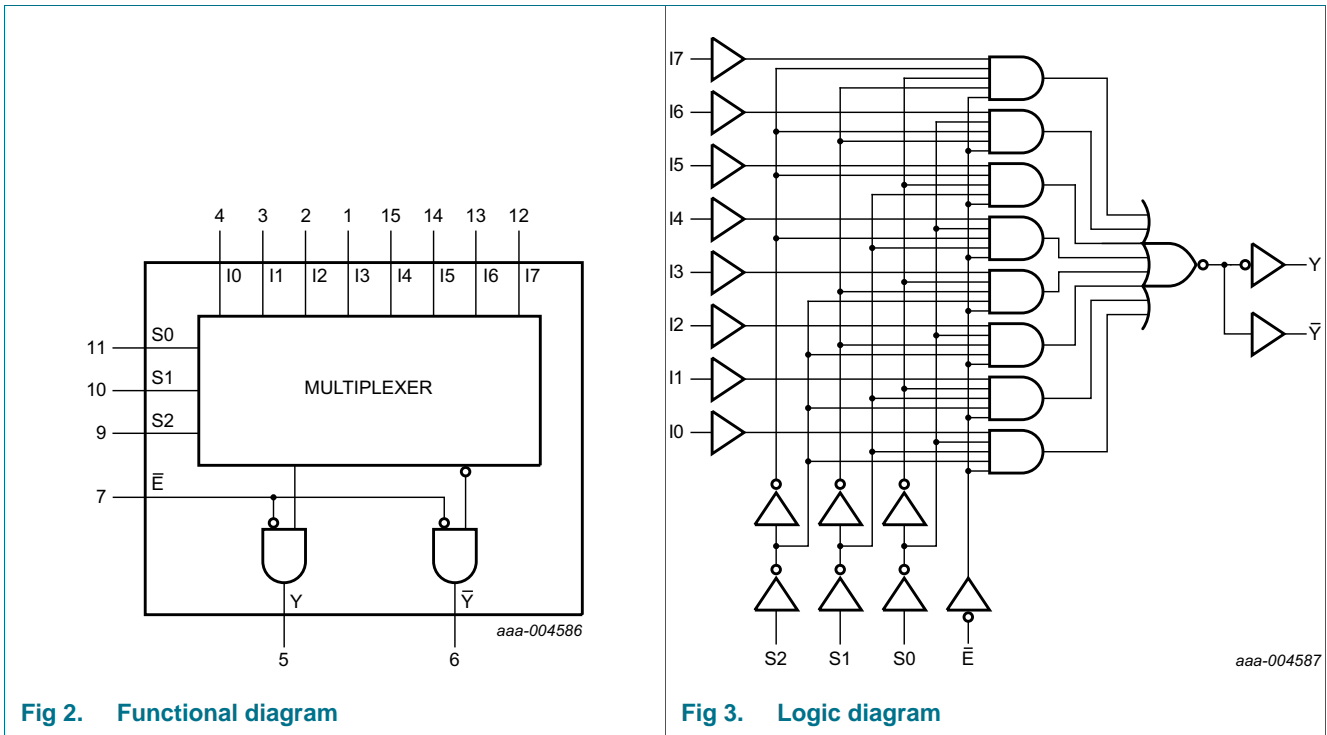 4 3 2 1 15 14 13 12
I0 I1 I2 I3 I4 I5 I6 I7
11 S0
10 S1
9 S2
MULTIPLEXER
7 E̅
Y Y̅
aaa-004586
5 6
Fig 2. Functional diagram
I7
I6
I5
I4
I3
I2
I1
I0
Y
Y̅
S2 S1 S0 E̅
aaa-004587
Fig 3. Logic diagram